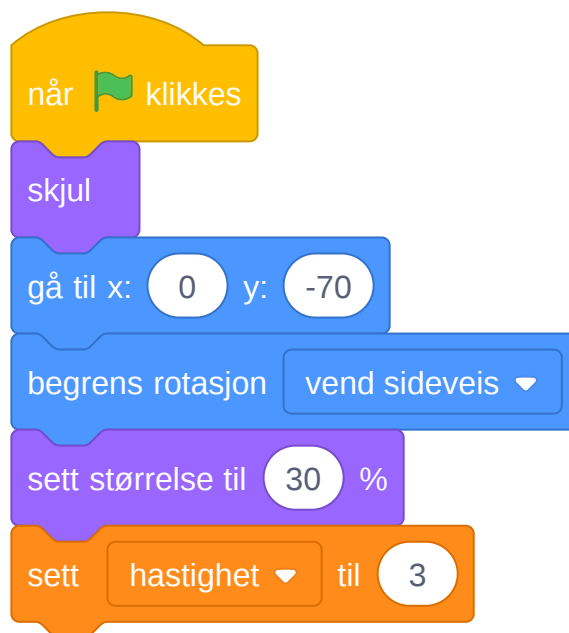 når klikkes
skjul
gå til x: 0 y: -70
begrens rotasjon vend sideveis
sett størrelse til 30 %
sett hastighet til 3